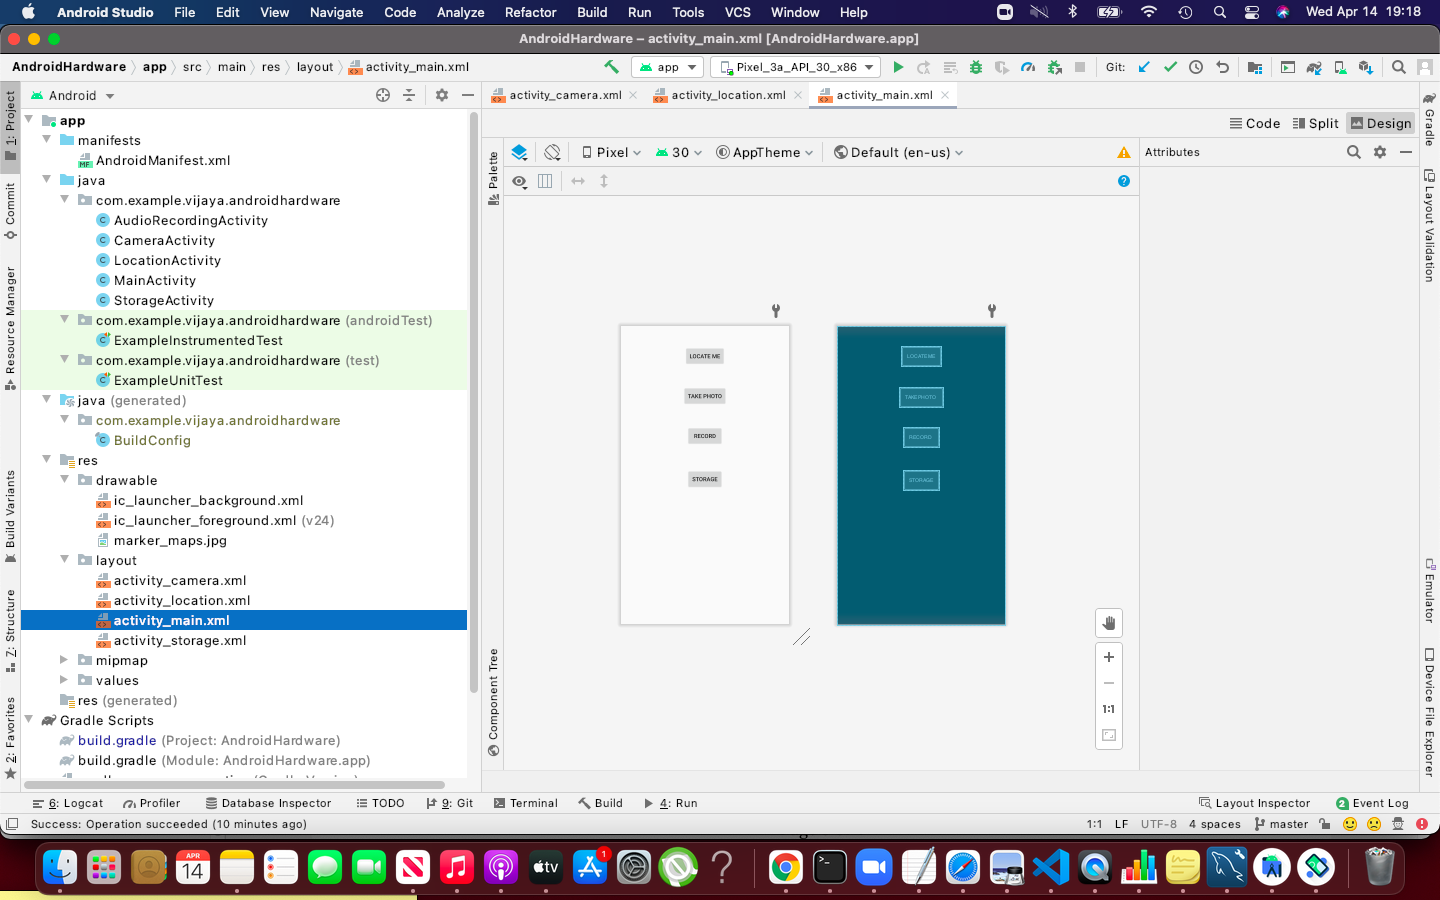 Android Studio File Edit View Navigate Code Analyze Refactor Build Run Tools VCS Window Help Wed Apr 14 19:18
AndroidHardware – activity_main.xml [AndroidHardware.app]
AndroidHardware app src main res layout activity_main.xml app Pixel_3a_API_30_x86 Git:
1: Project
Commit
Resource Manager
Build Variants
7: Structure
2: Favorites
Android
app
manifests
MF AndroidManifest.xml
java
com.example.vijaya.androidhardware
C AudioRecordingActivity
C CameraActivity
C LocationActivity
C MainActivity
C StorageActivity
com.example.vijaya.androidhardware (androidTest)
C ExampleInstrumentedTest
com.example.vijaya.androidhardware (test)
C ExampleUnitTest
java (generated)
com.example.vijaya.androidhardware
C BuildConfig
res
drawable
ic_launcher_background.xml
ic_launcher_foreground.xml (v24)
marker_maps.jpg
layout
activity_camera.xml
activity_location.xml
activity_main.xml
activity_storage.xml
mipmap
values
res (generated)
Gradle Scripts
build.gradle (Project: AndroidHardware)
build.gradle (Module: AndroidHardware.app)
activity_camera.xml activity_location.xml activity_main.xml
Code Split Design
Palette
Component Tree
Pixel 30 AppTheme Default (en-us)
?
LOCATE ME
TAKE PHOTO
RECORD
STORAGE
LOCATE ME
TAKE PHOTO
RECORD
STORAGE
1:1
Attributes
Gradle
Layout Validation
Emulator
Device File Explorer
6: Logcat Profiler Database Inspector TODO 9: Git Terminal Build 4: Run Layout Inspector 2 Event Log
Success: Operation succeeded (10 minutes ago) 1:1 LF UTF-8 4 spaces master
APR
14
tv
1
?